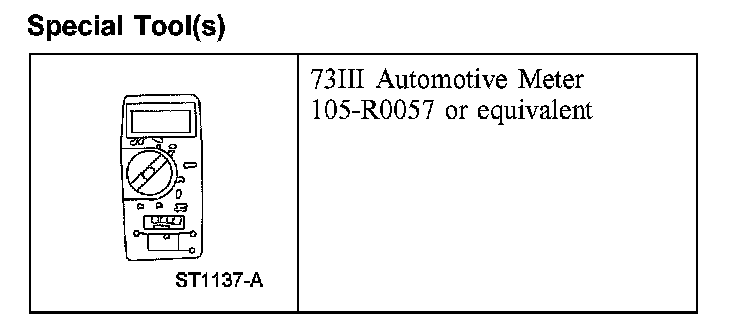 Special Tool(s)
73III Automotive Meter
105-R0057 or equivalent
ST1137-A